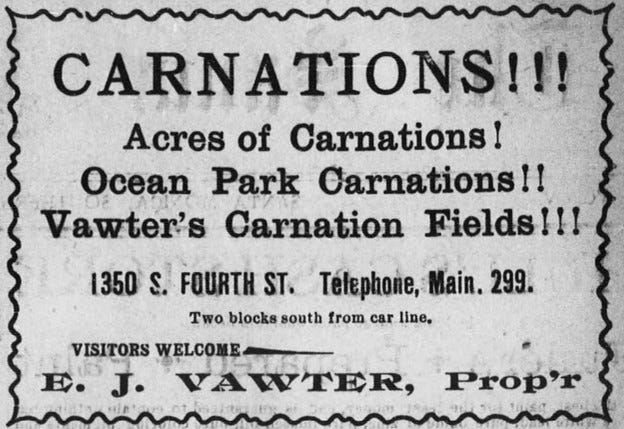 CARNATIONS!!!
Acres of Carnations!
Ocean Park Carnations!!
Vawter's Carnation Fields!!!
1350 S. FOURTH ST. Telephone, Main. 299.
Two blocks south from car line.
VISITORS WELCOME
E. J. VAWTER, Prop'r